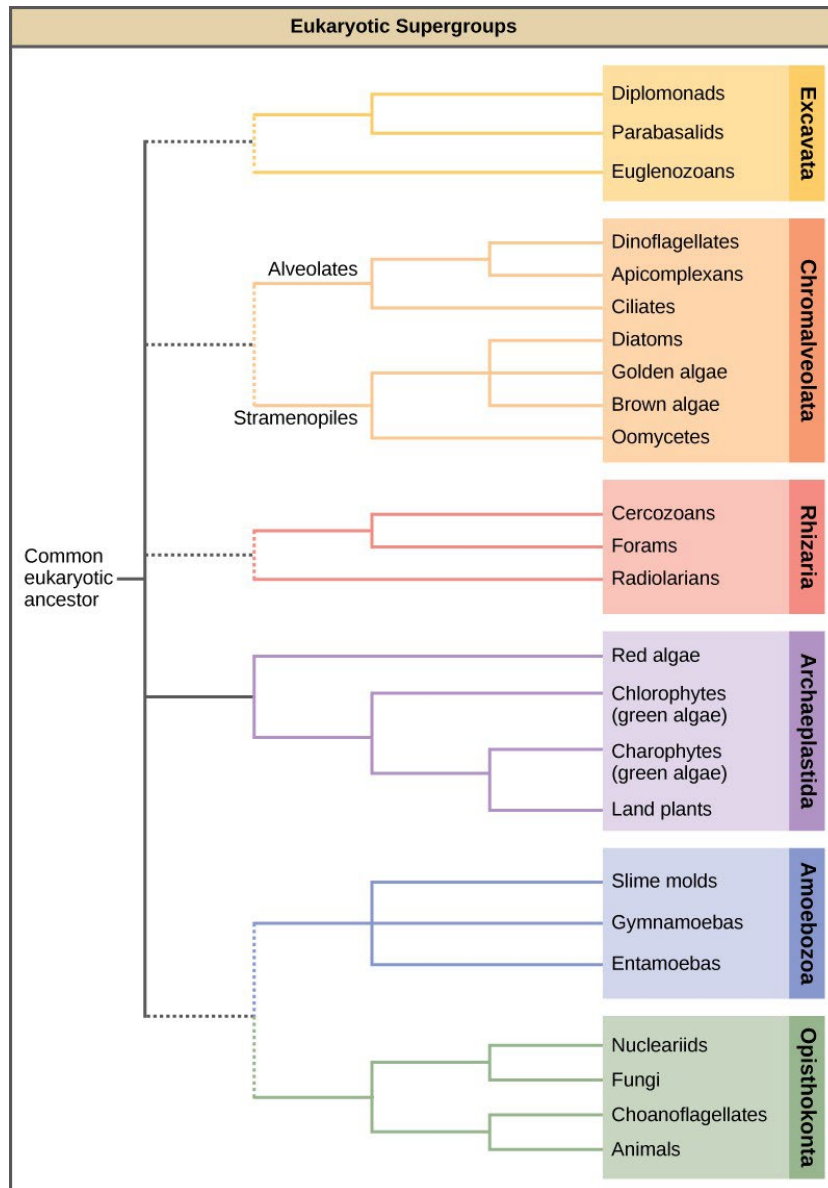 Eukaryotic Supergroups
Diplomonads
Parabasalids
Euglenozoans
Excavata
Alveolates
Dinoflagellates
Apicomplexans
Ciliates
Stramenopiles
Diatoms
Golden algae
Brown algae
Oomycetes
Chromalveolata
Common
eukaryotic
ancestor
Cercozoans
Forams
Radiolarians
Rhizaria
Red algae
Chlorophytes
(green algae)
Charophytes
(green algae)
Land plants
Archaeplastida
Slime molds
Gymnamoebas
Entamoebas
Amoebozoa
Nucleariids
Fungi
Choanoflagellates
Animals
Opisthokonta